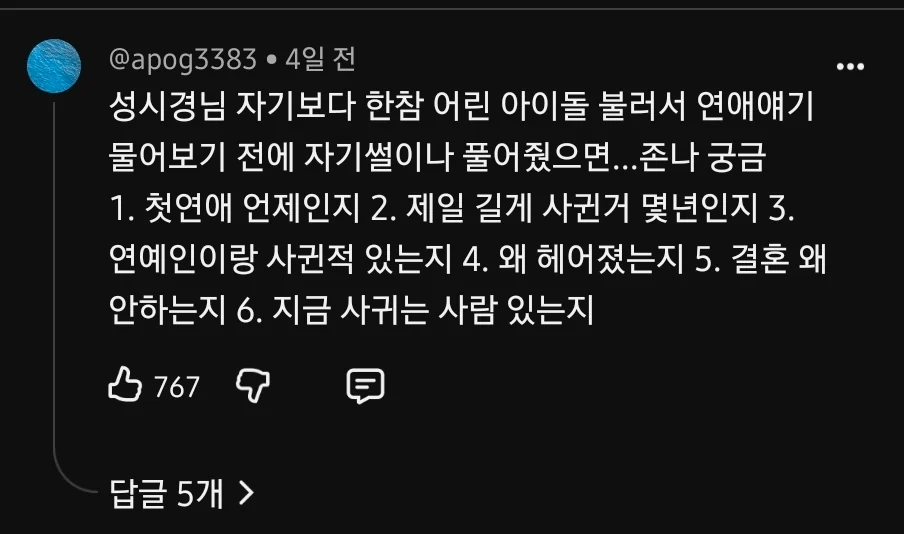 @apog3383 • 4일 전
성시경님 자기보다 한참 어린 아이돌 불러서 연애얘기
물어보기 전에 자기썰이나 풀어줬으면...존나 궁금
1. 첫연애 언제인지 2. 제일 길게 사귄거 몇년인지 3.
연예인이랑 사귄적 있는지 4. 왜 헤어졌는지 5. 결혼 왜
안하는지 6. 지금 사귀는 사람 있는지
767
답글 5개 >